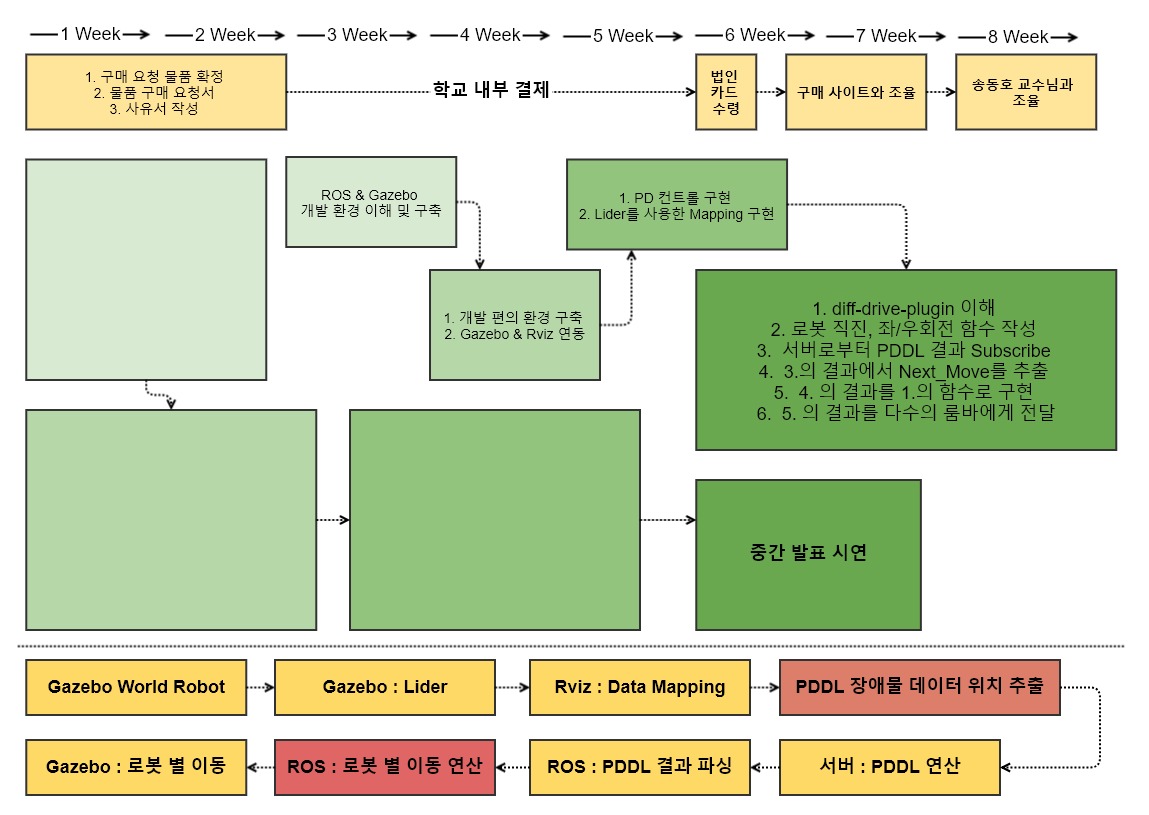 1 Week
2 Week
3 Week
4 Week
5 Week
6 Week
7 Week
8 Week
1. 구매 요청 물품 확정
2. 물품 구매 요청서
3. 사유서 작성
학교 내부 결제
법인
카드
수령
구매 사이트와 조율
송동호 교수님과
조율
ROS & Gazebo
개발 환경 이해 및 구축
1. 개발 편의 환경 구축
2. Gazebo & Rviz 연동
1. PD 컨트롤 구현
2. Lider를 사용한 Mapping 구현
1. diff-drive-plugin 이해
2. 로봇 직진, 좌/우회전 함수 작성
3. 서버로부터 PDDL 결과 Subscribe
4. 3.의 결과에서 Next_Move를 추출
5. 4. 의 결과를 1.의 함수로 구현
6. 5. 의 결과를 다수의 룸바에게 전달
중간 발표 시연
Gazebo World Robot
Gazebo : Lider
Rviz : Data Mapping
PDDL 장애물 데이터 위치 추출
Gazebo : 로봇 별 이동
ROS : 로봇 별 이동 연산
ROS : PDDL 결과 파싱
서버 : PDDL 연산